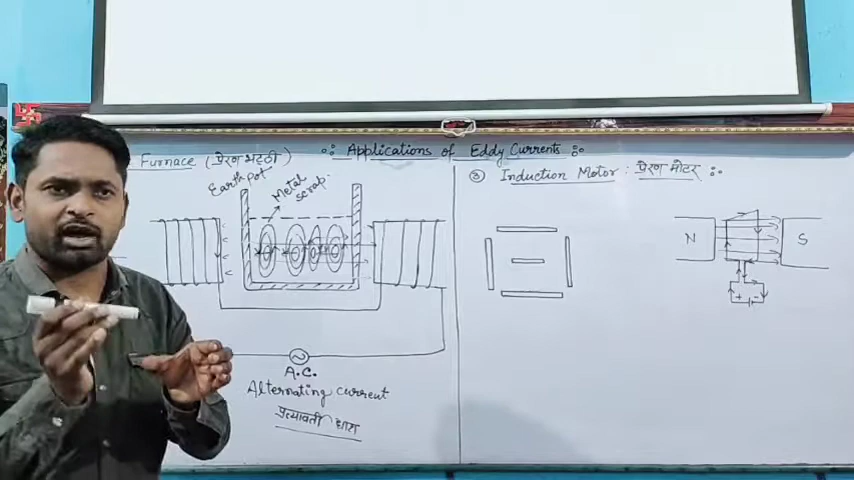 Applications of Eddy Currents
Furnace (प्रेरण भट्ठी)
Earth pot
Metal scrap.
A.C.
Alternating current
प्रत्यावर्ती धारा
③ Induction Motor : प्रेरण मोटर
N
S
+ -